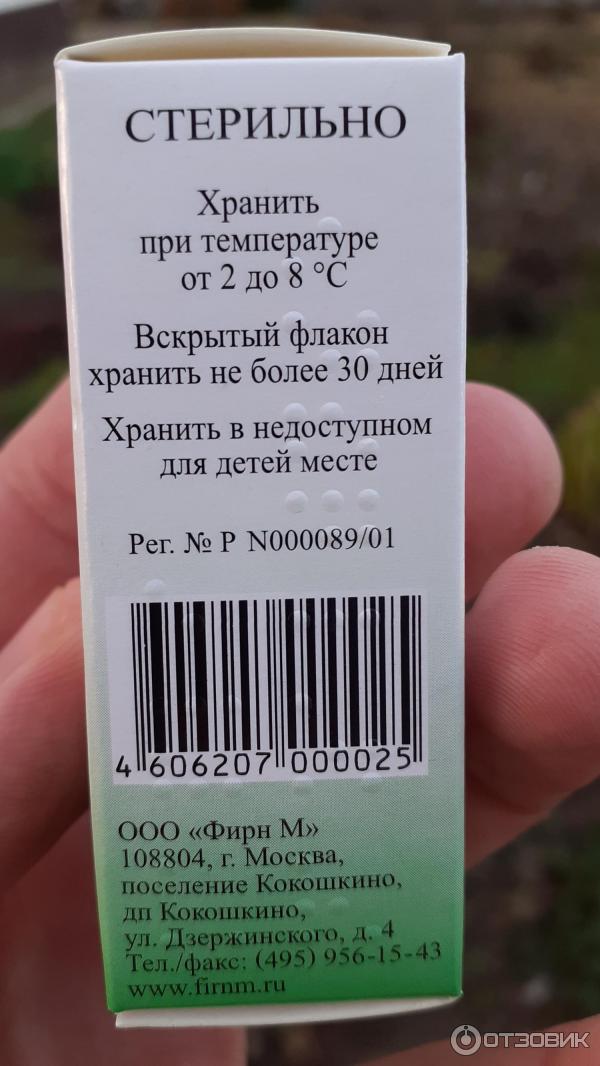 СТЕРИЛЬНО
Хранить
при температуре
от 2 до 8 °С
Вскрытый флакон
хранить не более 30 дней
Хранить в недоступном
для детей месте
Рег. № Р N000089/01
4 606207 000025
ООО «Фирн М»
108804, г. Москва,
поселение Кокошкино,
дп Кокошкино,
ул. Дзержинского, д. 4
Тел./факс: (495) 956-15-43
www.firnm.ru
ОТЗОВИК